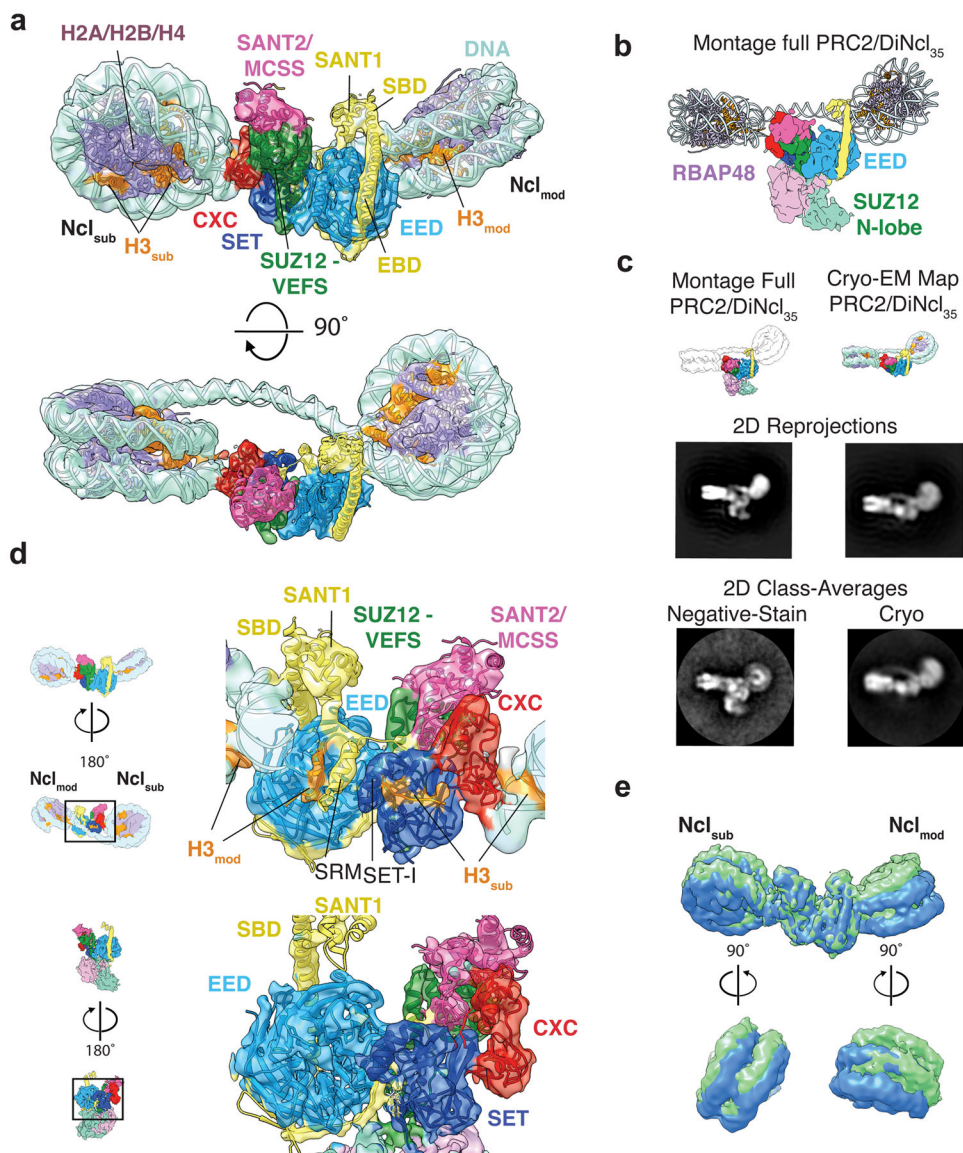 a
H2A/H2B/H4
SANT2/
MCSS
SANT1
SBD
DNA
Ncl_sub
H3_sub
CXC
SET
SUZ12 -
VEFS
EED
EBD
H3_mod
Ncl_mod
90°
b
Montage full PRC2/DiNcl_35
RBAP48
EED
SUZ12
N-lobe
c
Montage Full
PRC2/DiNcl_35
Cryo-EM Map
PRC2/DiNcl_35
2D Reprojections
2D Class-Averages
Negative-Stain
Cryo
d
180°
Ncl_mod
Ncl_sub
SANT1
SBD
SUZ12 -
VEFS
SANT2/
MCSS
EED
CXC
H3_mod
SRM
SET-I
H3_sub
180°
SANT1
SBD
EED
CXC
SET
e
Ncl_sub
Ncl_mod
90°
90°